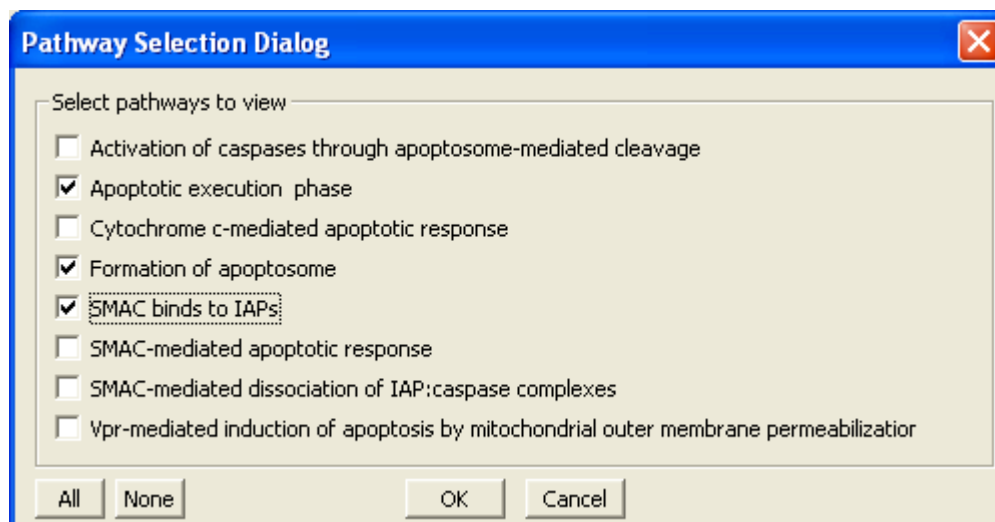 Pathway Selection Dialog
Select pathways to view
Activation of caspases through apoptosome-mediated cleavage
Apoptotic execution  phase
Cytochrome c-mediated apoptotic response
Formation of apoptosome
SMAC binds to IAPs
SMAC-mediated apoptotic response
SMAC-mediated dissociation of IAP:caspase complexes
Vpr-mediated induction of apoptosis by mitochondrial outer membrane permeabilizatior
All None OK Cancel